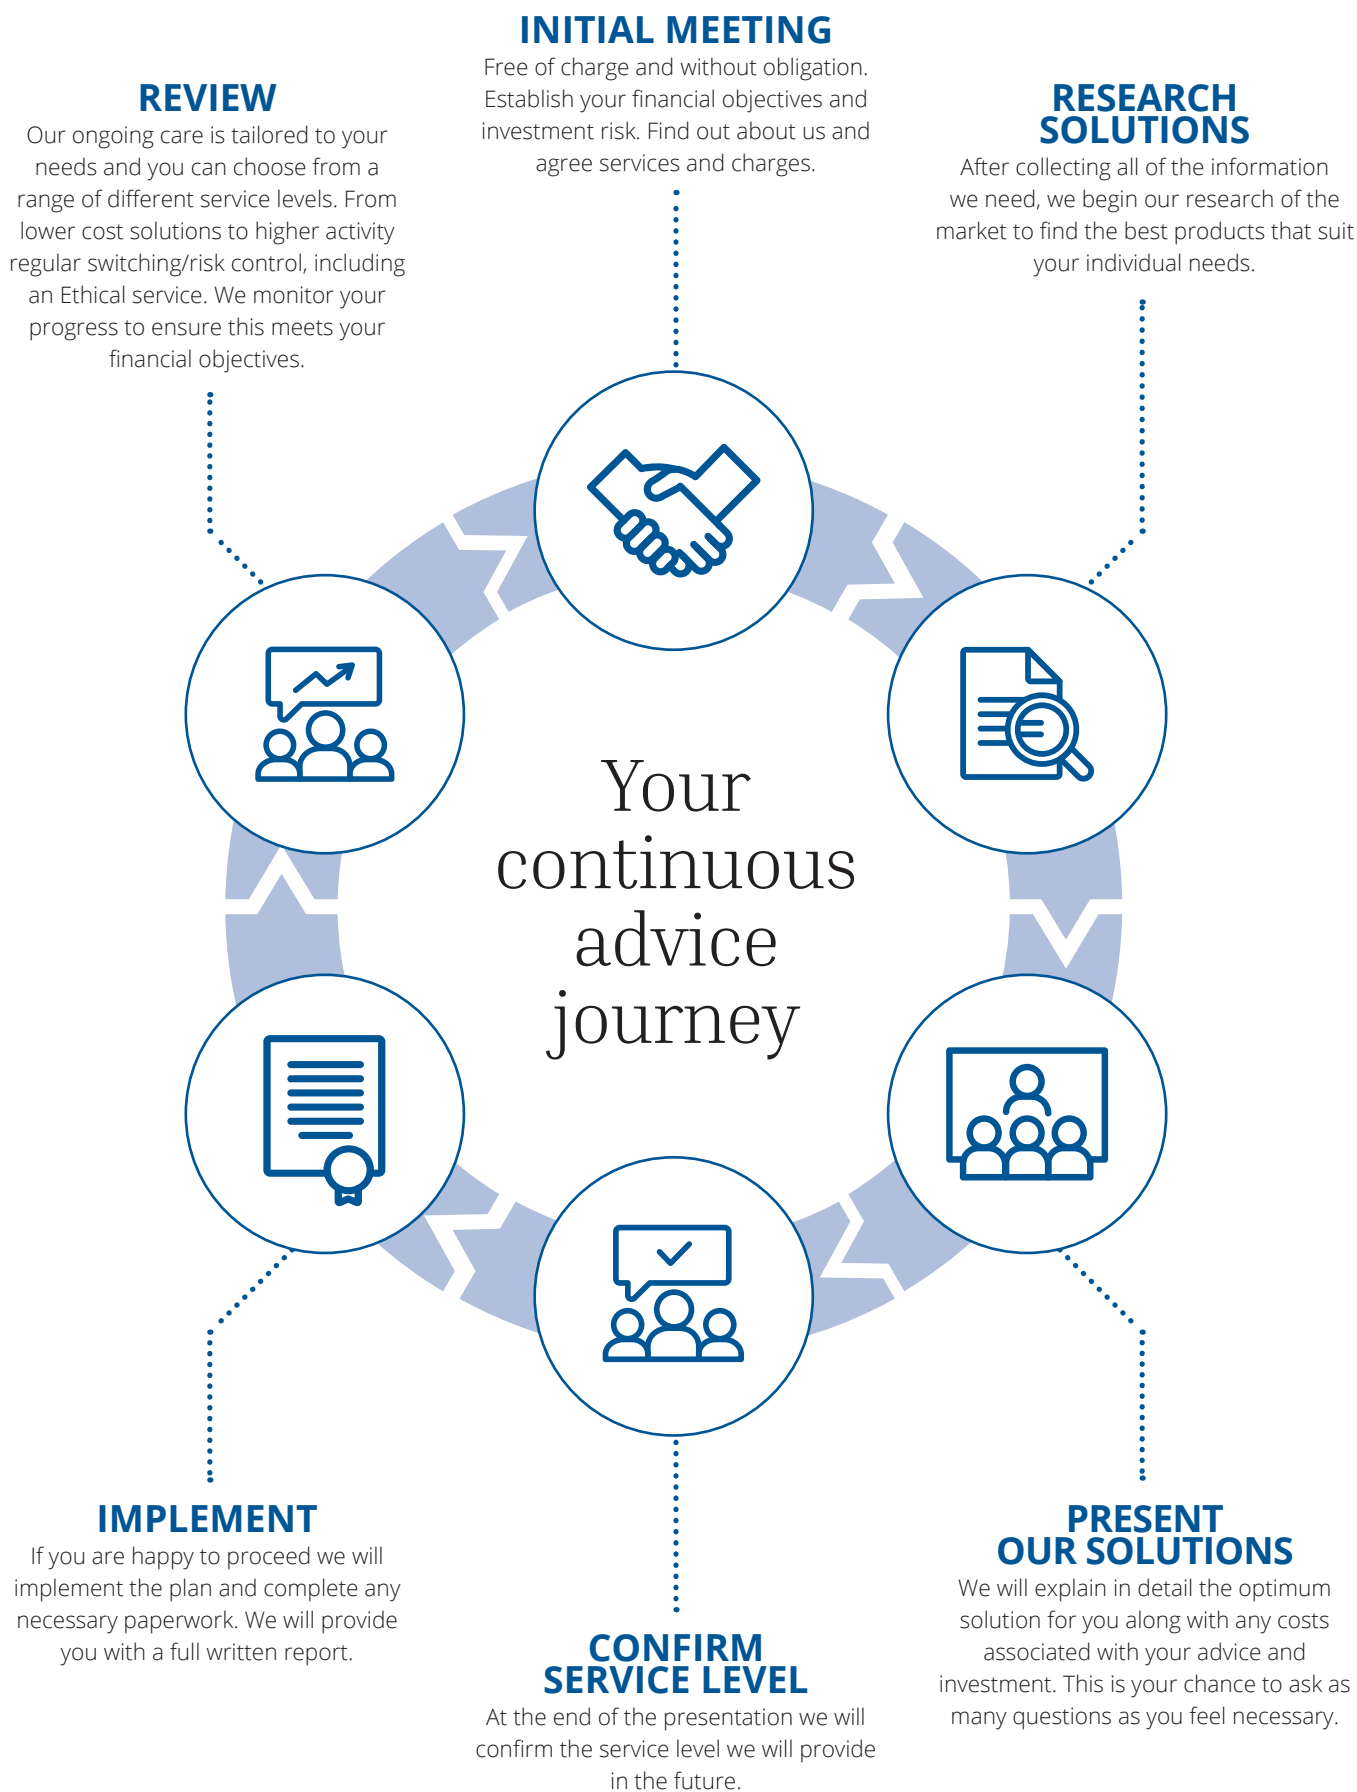 INITIAL MEETING
Free of charge and without obligation.
Establish your financial objectives and
investment risk. Find out about us and
agree services and charges.
RESEARCH
SOLUTIONS
After collecting all of the information
we need, we begin our research of the
market to find the best products that suit
your individual needs.
PRESENT
OUR SOLUTIONS
We will explain in detail the optimum
solution for you along with any costs
associated with your advice and
investment. This is your chance to ask as
many questions as you feel necessary.
CONFIRM
SERVICE LEVEL
At the end of the presentation we will
confirm the service level we will provide
in the future.
IMPLEMENT
If you are happy to proceed we will
implement the plan and complete any
necessary paperwork. We will provide
you with a full written report.
REVIEW
Our ongoing care is tailored to your
needs and you can choose from a
range of different service levels. From
lower cost solutions to higher activity
regular switching/risk control, including
an Ethical service. We monitor your
progress to ensure this meets your
financial objectives.
Your
continuous
advice
journey